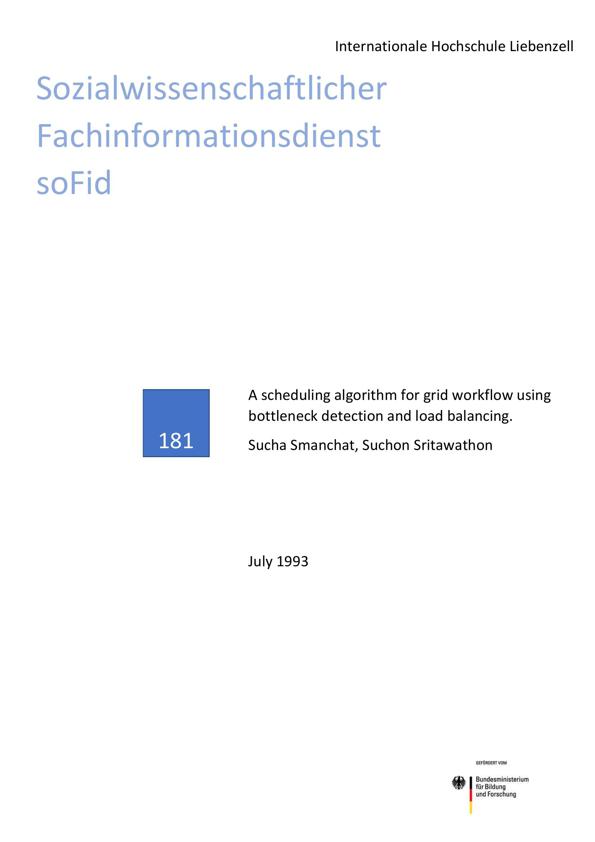 Internationale Hochschule Liebenzell
Sozialwissenschaftlicher
Fachinformationsdienst
soFid
181
A scheduling algorithm for grid workflow using
bottleneck detection and load balancing.
Sucha Smanchat, Suchon Sritawathon
July 1993
GEFÖRDERT VOM
Bundesministerium
für Bildung
und Forschung